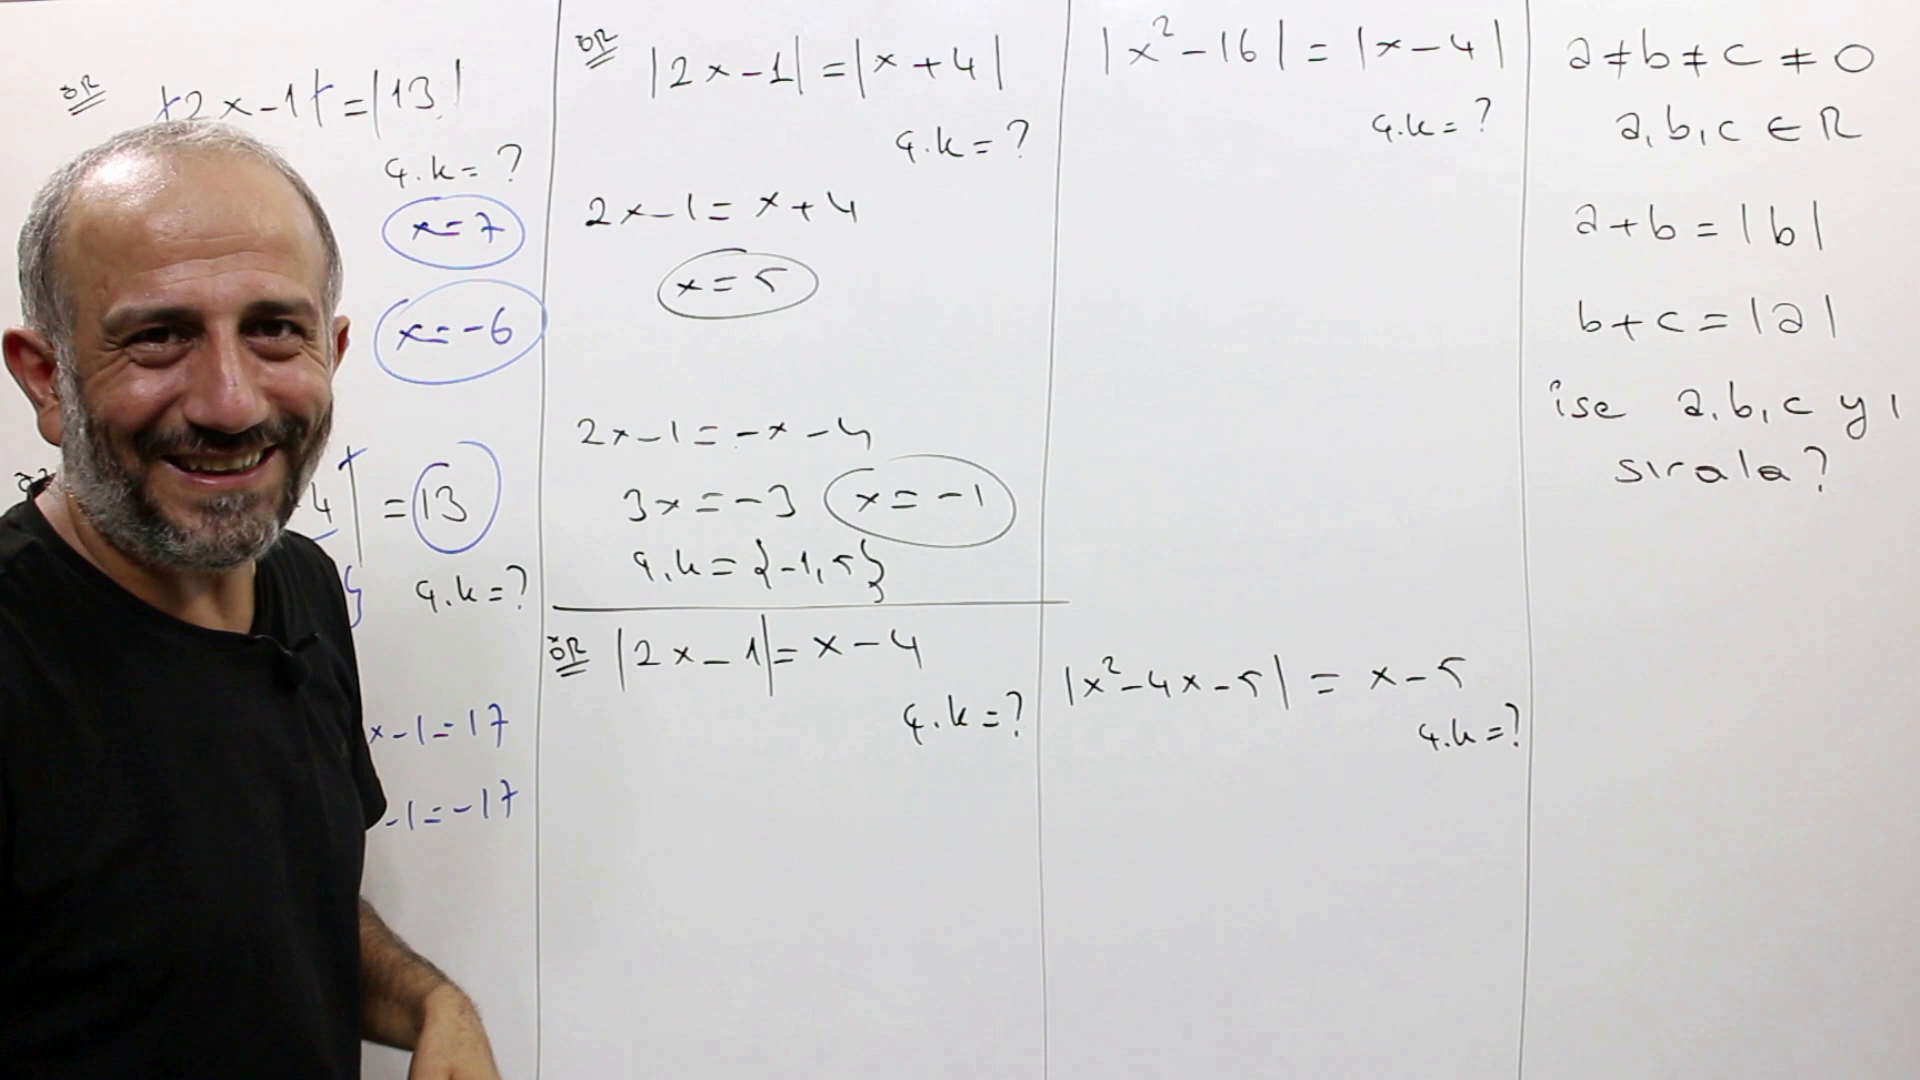 ÖR
|2x-1|=|13|
Ç.K=?
x=7
x=-6
4|=13
Ç.K=?
x-1=17
-1=-17
ÖR
|2x-1|=|x+4|
Ç.K=?
2x-1=x+4
x=5
2x-1=-x-4
3x=-3 x=-1
Ç.K={-1,5}
ÖR |2x-1|=x-4
Ç.K=?
|x²-16|=|x-4|
Ç.K=?
|x²-4x-5|=x-5
Ç.K=?
a≠b≠c≠0
a,b,c∈R
a+b=|b|
b+c=|a|
ise a,b,c yı
sırala?